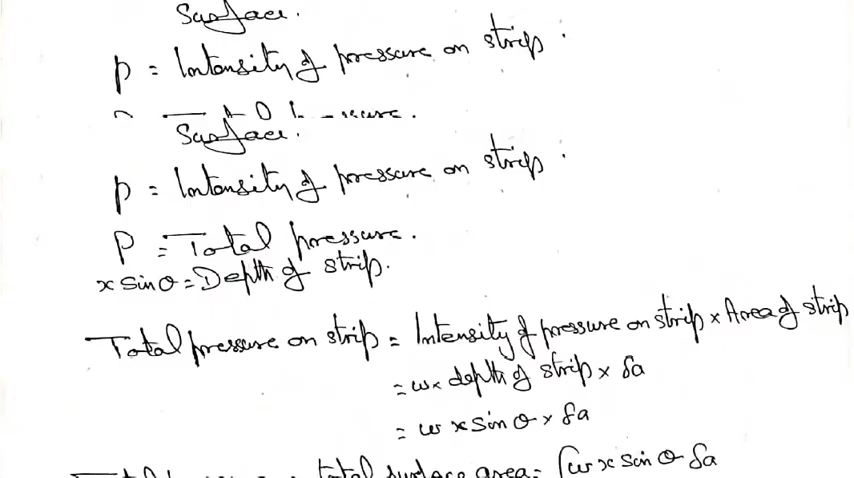 Surface.
p = Intensity of pressure on strip.
Surface.
p = Intensity of pressure on strip.
P = Total pressure.
x sin θ = Depth of strip.
Total pressure on strip = Intensity of pressure on strip × Area of strip
= w × depth of strip × δa
= w x sin θ × δa
total surface area = ∫w x sin θ δa